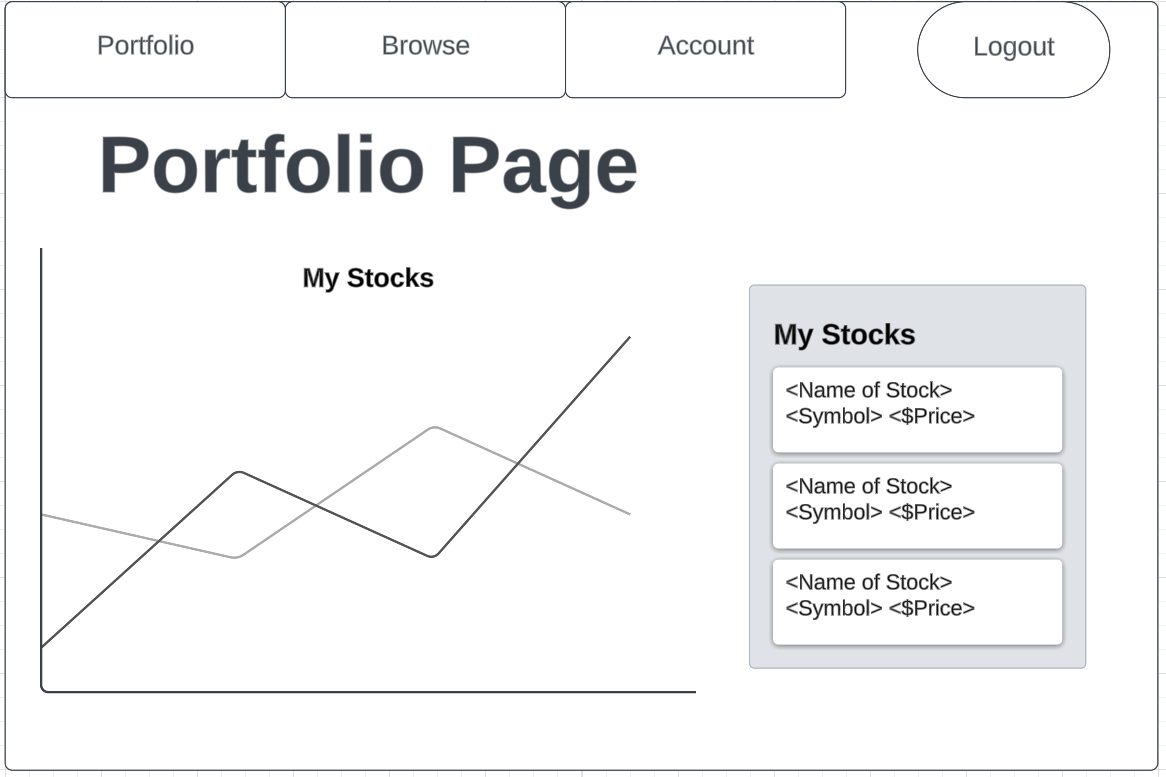 Portfolio
Browse
Account
Logout
Portfolio Page
My Stocks
My Stocks
<Name of Stock>
<Symbol> <$Price>
<Name of Stock>
<Symbol> <$Price>
<Name of Stock>
<Symbol> <$Price>